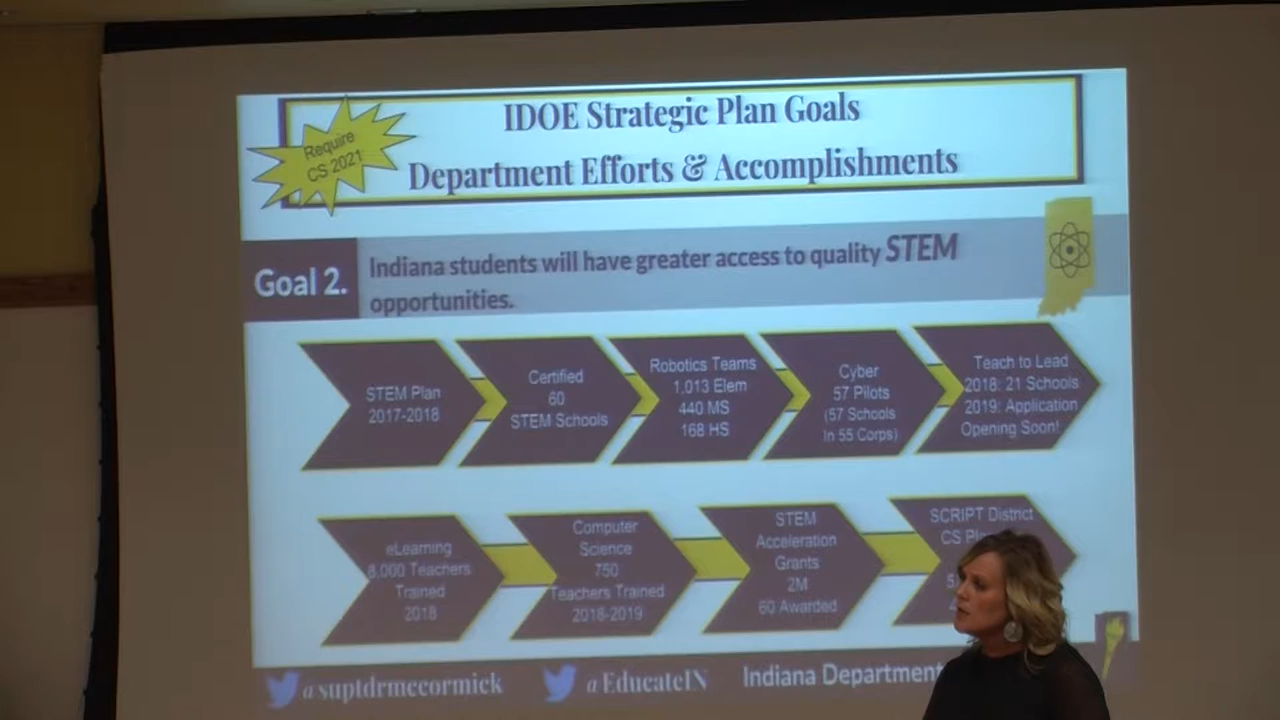 IDOE Strategic Plan Goals
Department Efforts & Accomplishments
Require
CS 2021
Goal 2.
Indiana students will have greater access to quality STEM
opportunities.
STEM Plan
2017-2018
Certified
60
STEM Schools
Robotics Teams
1,013 Elem
440 MS
168 HS
Cyber
57 Pilots
(57 Schools
In 55 Corps)
Teach to Lead
2018: 21 Schools
2019: Application
Opening Soon!
eLearning
8,000 Teachers
Trained
2018
Computer
Science
750
Teachers Trained
2018-2019
STEM
Acceleration
Grants
2M
60 Awarded
SCRIPT District
CS
@suptdrmccormick
@EducateIN
Indiana Department